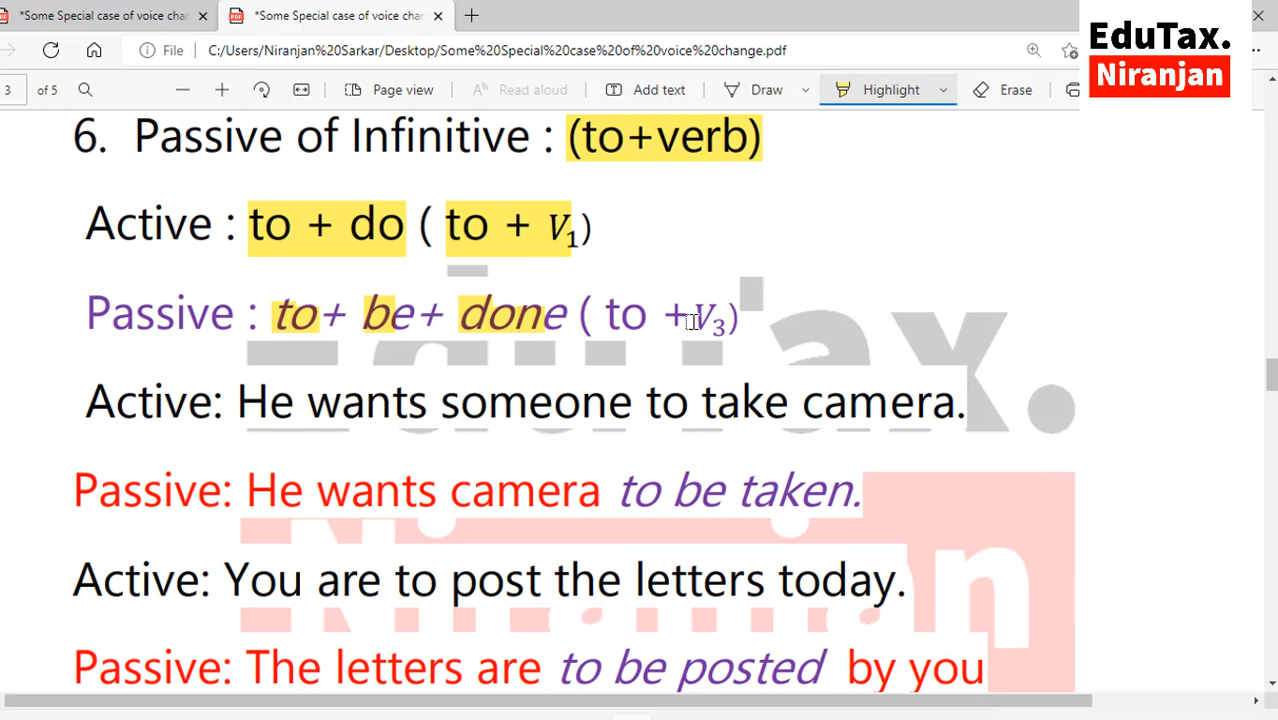 *Some Special case of voice char
*Some Special case of voice char
EduTax.
Niranjan
File C:/Users/Niranjan%20Sarkar/Desktop/Some%20Special%20case%20of%20voice%20change.pdf
3 of 5 Page view Read aloud Add text Draw Highlight Erase
6. Passive of Infinitive : (to+verb)
Active : to + do ( to + V₁)
Passive : to+ be+ done ( to +V₃)
Active: He wants someone to take camera.
Passive: He wants camera to be taken.
Active: You are to post the letters today.
Passive: The letters are to be posted by you
EduTax.
Niranjan